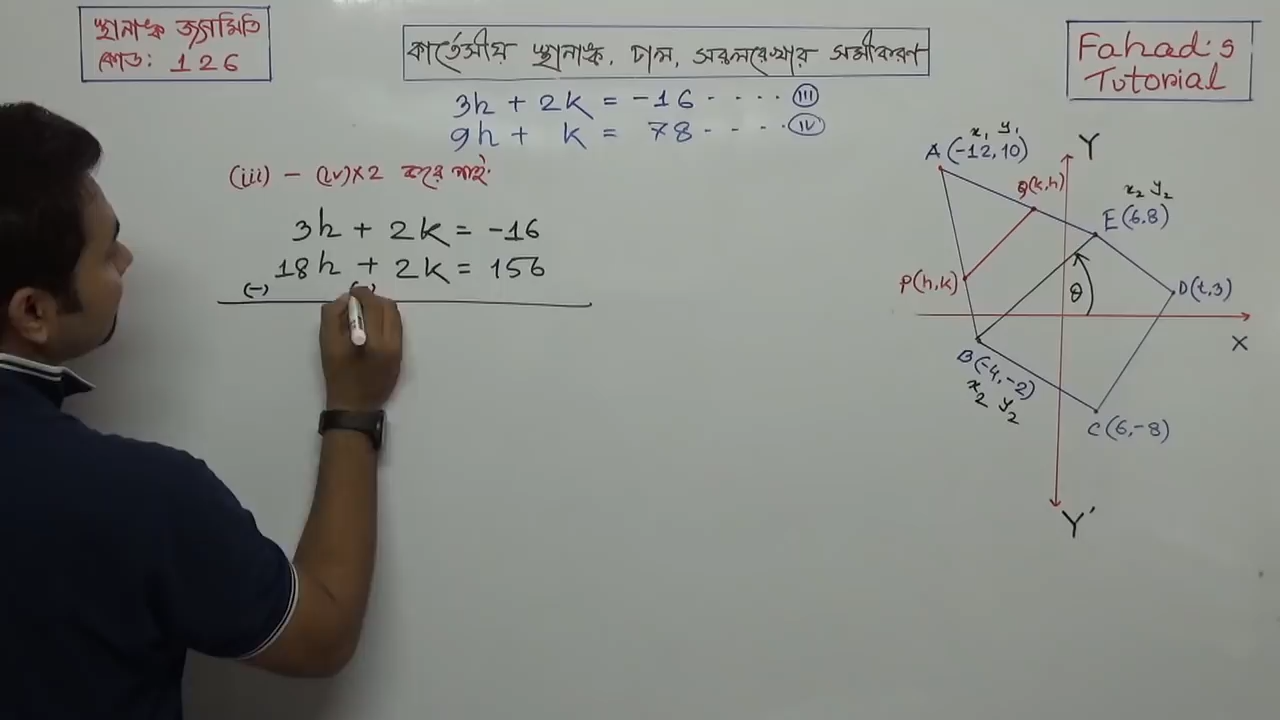 স্থানাঙ্ক জ্যামিতি
কোড: 126
কার্তেসীয় স্থানাঙ্ক, ঢাল, সরলরেখার সমীকরণ
Fahad's
Tutorial
3h + 2k = -16 - - - - (iii)
9h + k = 78 - - - - (iv)
(iii) - (iv)×2 করে পাই:
3h + 2k = -16
18h + 2k = 156
(-) (-)
x₁ y₁
A(-12,10)
Y
Q(k,h)
x₂ y₂
E(6,8)
P(h,k)
θ
D(t,3)
X
B(-4,-2)
x₂ y₂
C(6,-8)
Y'